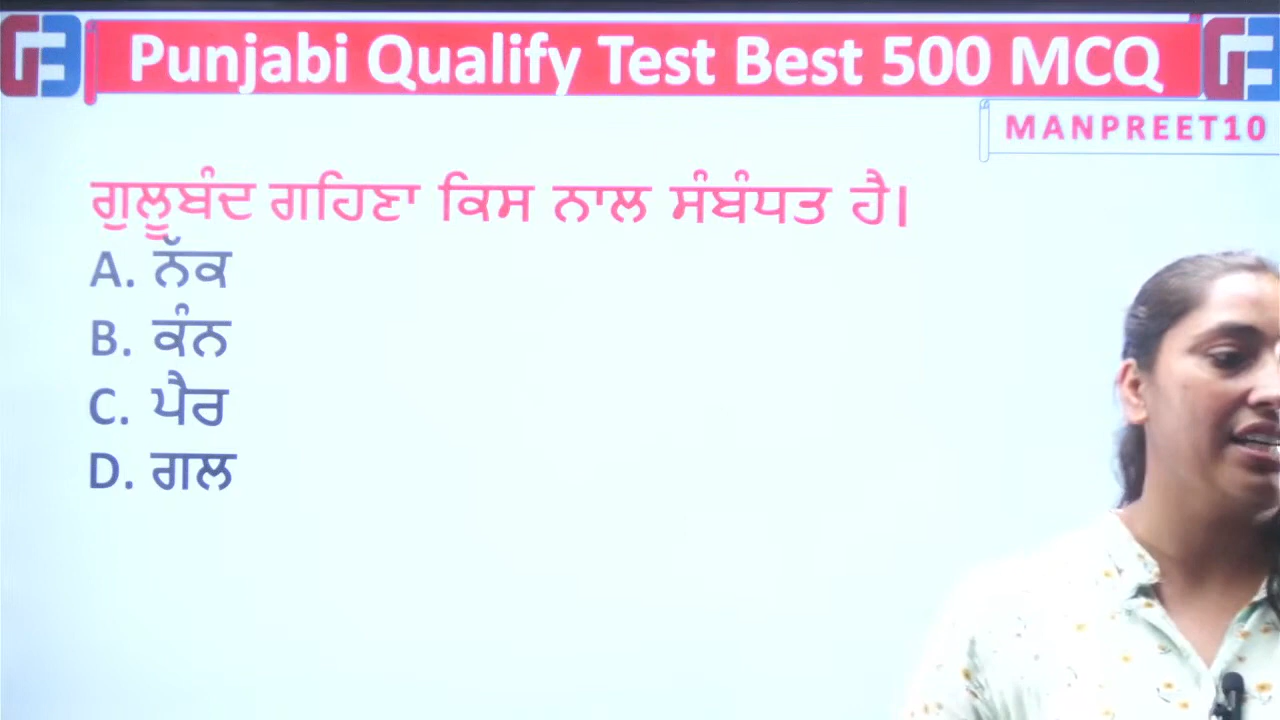 Punjabi Qualify Test Best 500 MCQ
MANPREET10
ਗੁਲੂਬੰਦ ਗਹਿਣਾ ਕਿਸ ਨਾਲ ਸੰਬੰਧਤ ਹੈ।
A. ਨੱਕ
B. ਕੰਨ
C. ਪੈਰ
D. ਗਲ